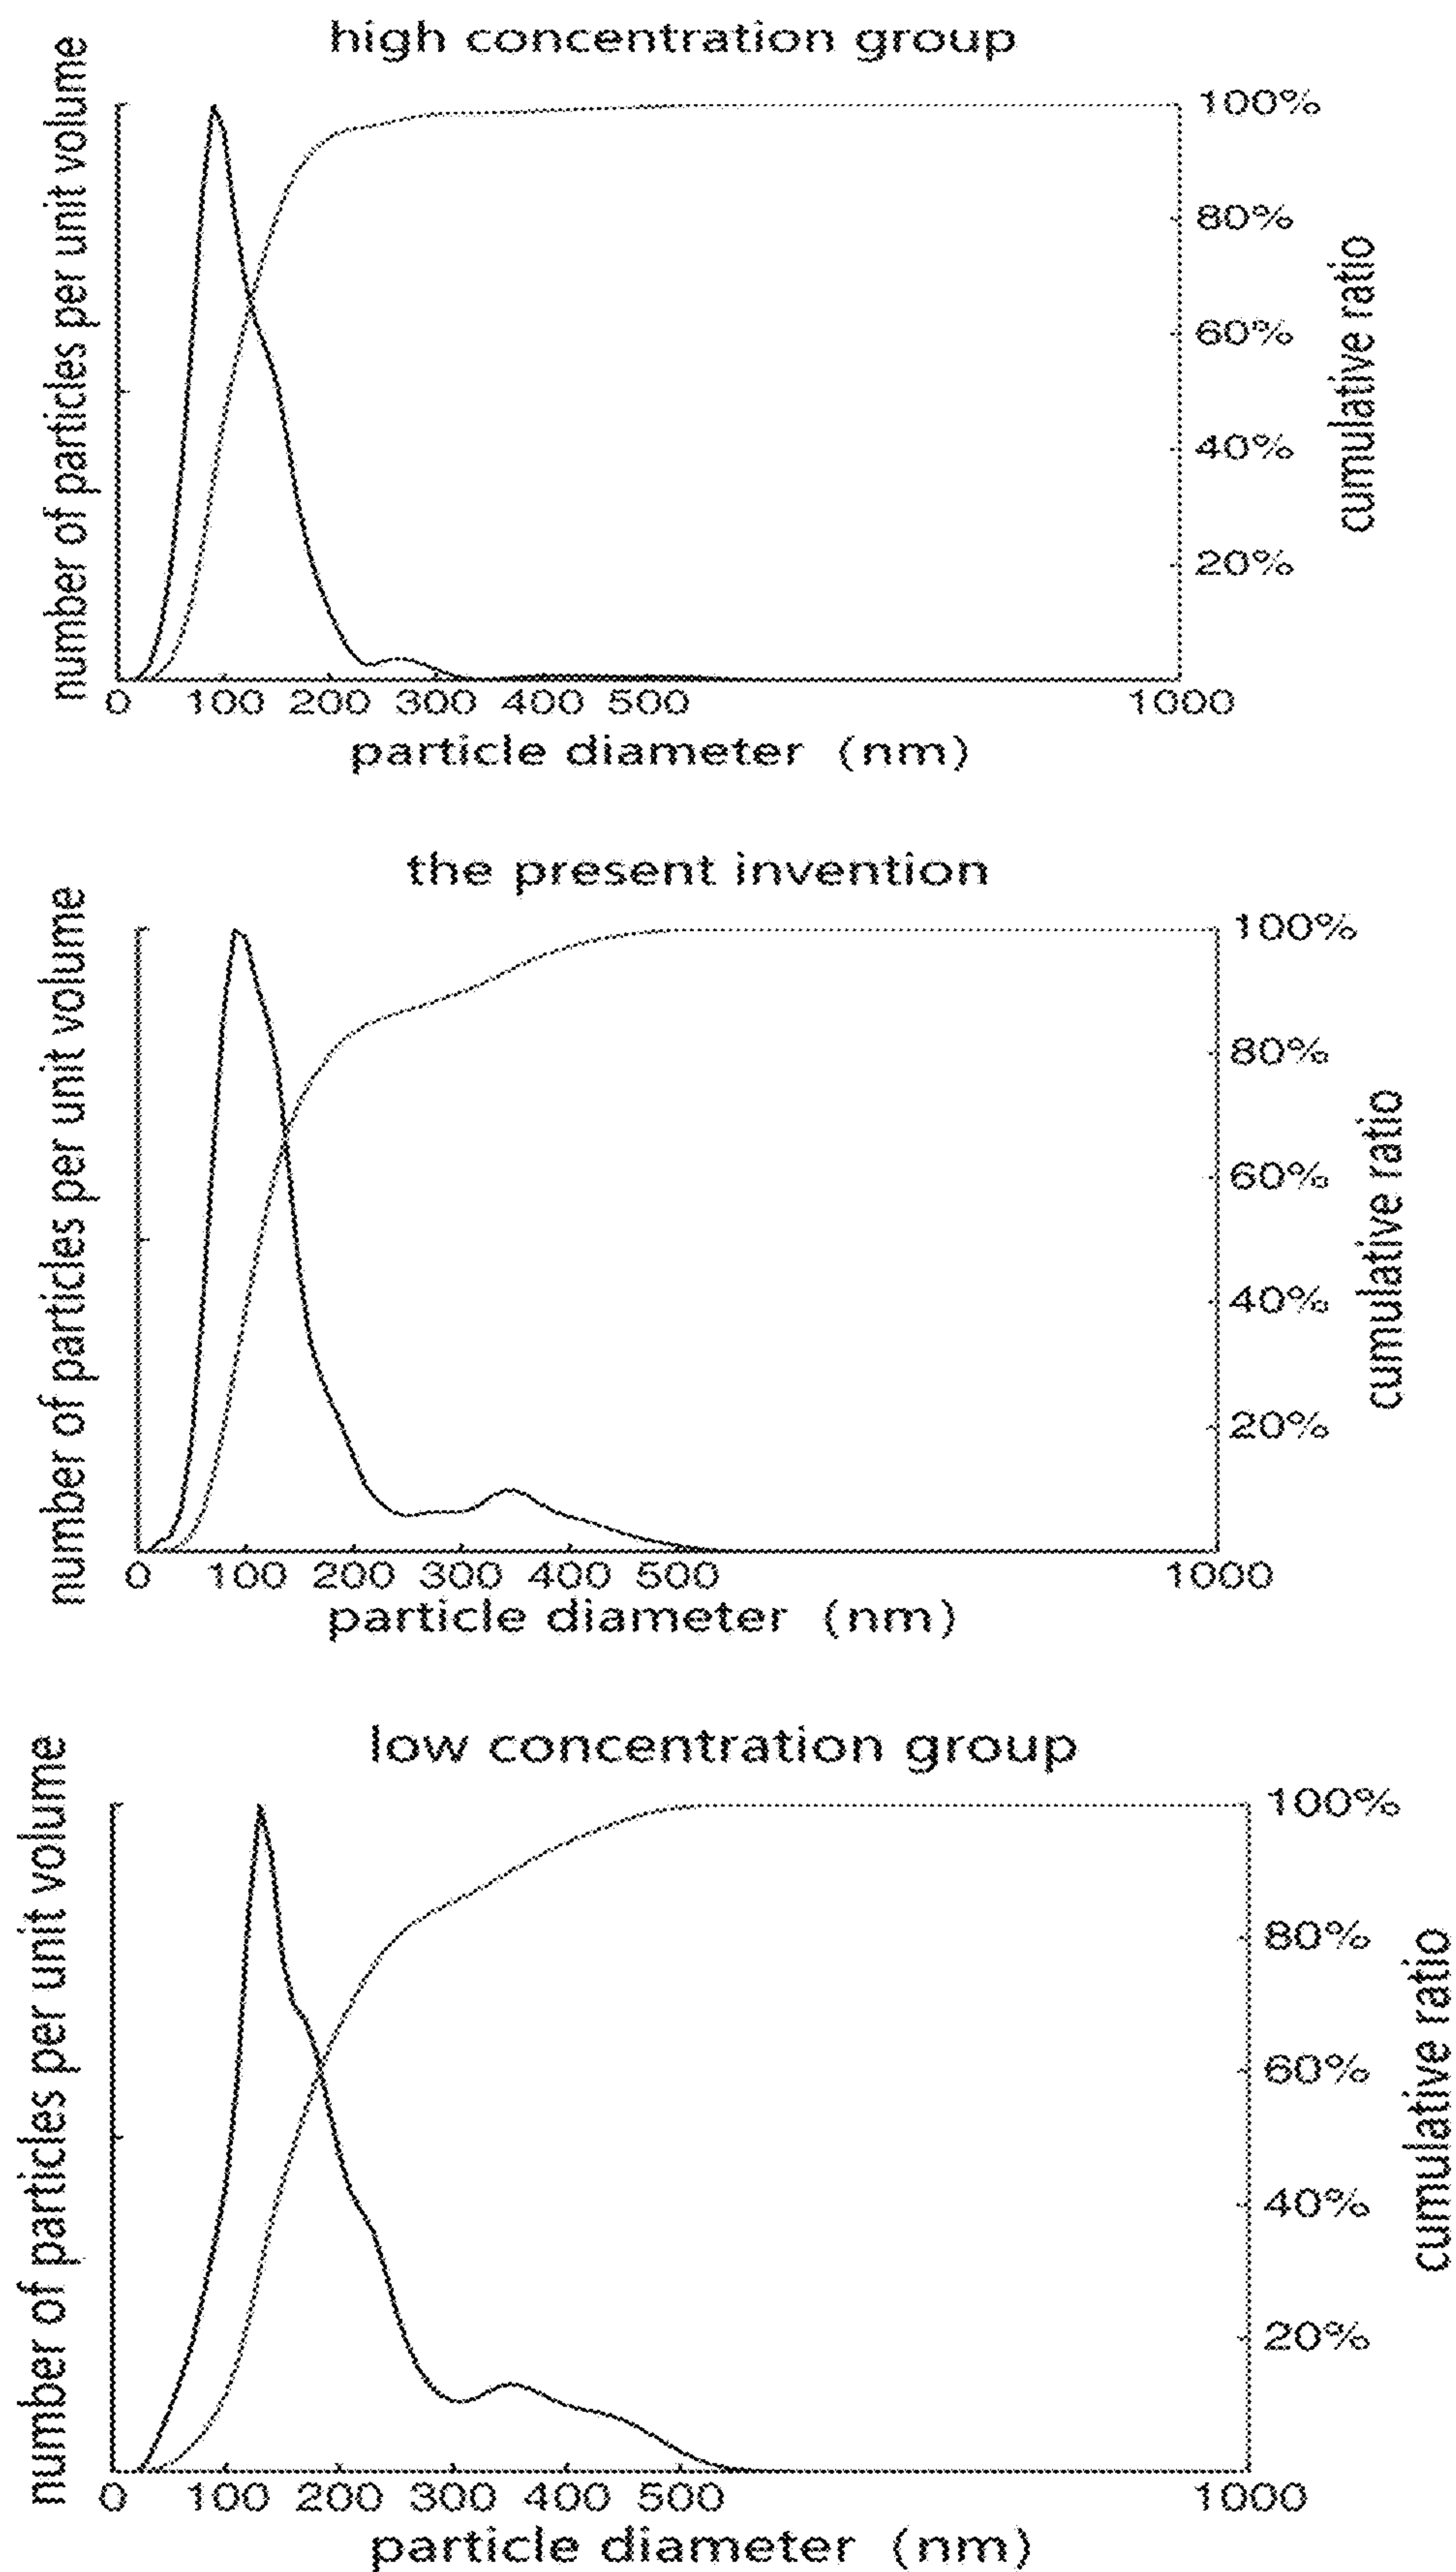 high concentration group
number of particles per unit volume
100%
80%
60%
40%
20%
cumulative ratio
0 100 200 300 400 500 1000
particle diameter (nm)
the present invention
number of particles per unit volume
100%
80%
60%
40%
20%
cumulative ratio
0 100 200 300 400 500 1000
particle diameter (nm)
low concentration group
number of particles per unit volume
100%
80%
60%
40%
20%
cumulative ratio
0 100 200 300 400 500 1000
particle diameter (nm)